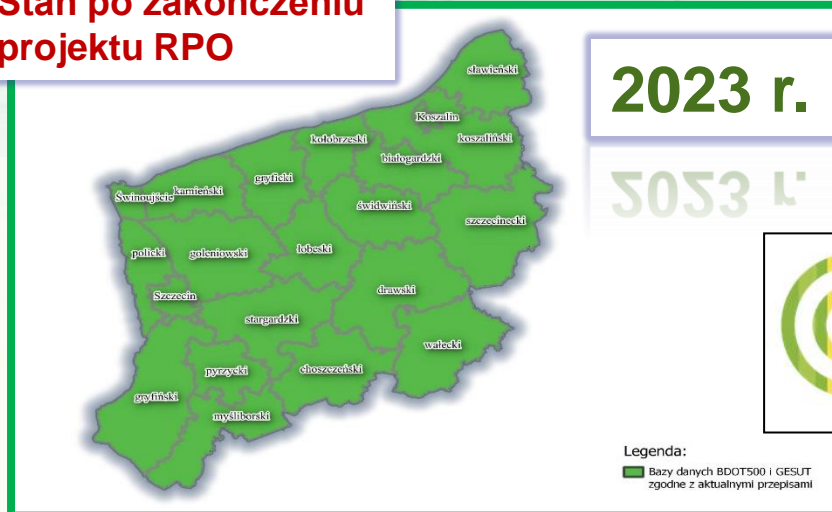 Stan po zakończeniu
projektu RPO
2023 r.
sławieński
Koszalin
kołobrzeski
koszaliński
białogardzki
gryficki
kamieński
Świnoujście
świdwiński
szczecinecki
policki
goleniowski
łobeski
Szczecin
drawski
stargardzki
wałecki
pyrzycki
choszczeński
gryfiński
myśliborski
Legenda:
Bazy danych BDOT500 i GESUT
zgodne z aktualnymi przepisami